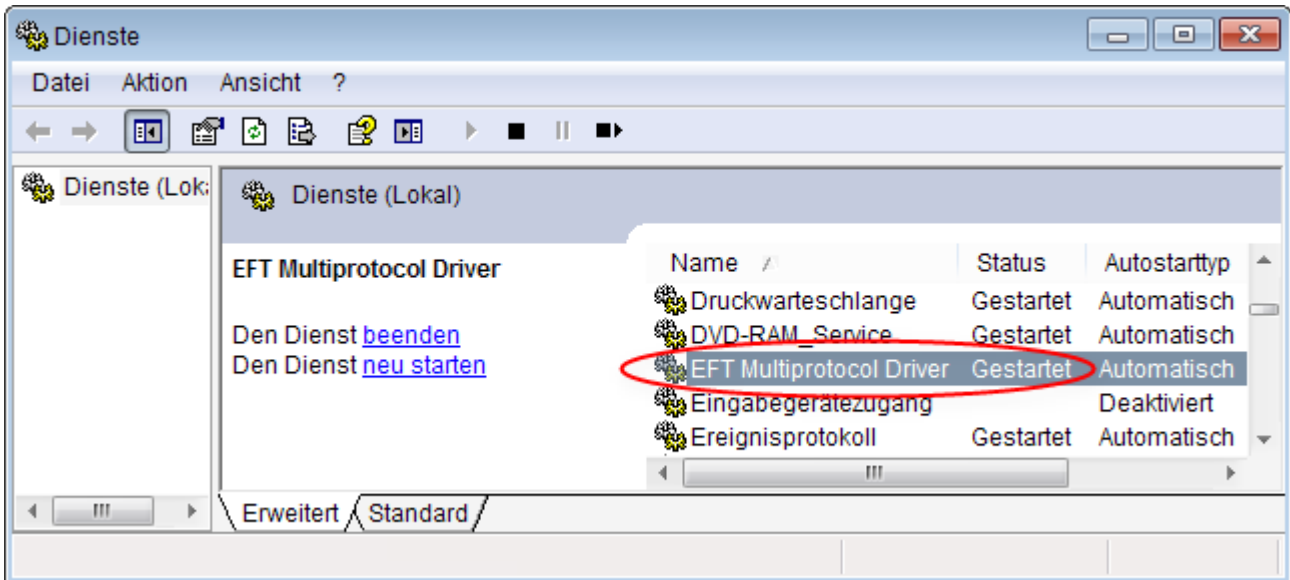 Dienste
Datei Aktion Ansicht ?
Dienste (Lok
Dienste (Lokal)
EFT Multiprotocol Driver
Den Dienst beenden
Den Dienst neu starten
Name Status Autostarttyp
Druckwarteschlange Gestartet Automatisch
DVD-RAM_Service Gestartet Automatisch
EFT Multiprotocol Driver Gestartet Automatisch
Eingabegerätezugang Deaktiviert
Ereignisprotokoll Gestartet Automatisch
Erweitert Standard